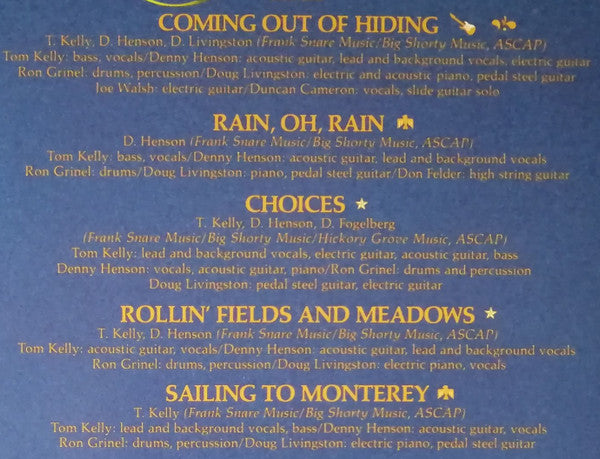 COMING OUT OF HIDING
T. Kelly, D. Henson, D. Livingston (Frank Snare Music/Big Shorty Music, ASCAP)
Tom Kelly: bass, vocals/Denny Henson: acoustic guitar, lead and background vocals, electric guitar
Ron Grinel: drums, percussion/Doug Livingston: electric and acoustic piano, pedal steel guitar
Joe Walsh: electric guitar/Duncan Cameron: vocals, slide guitar solo
RAIN, OH, RAIN
D. Henson (Frank Snare Music/Big Shorty Music, ASCAP)
Tom Kelly: bass, vocals/Denny Henson: acoustic guitar, lead and background vocals
Ron Grinel: drums/Doug Livingston: piano, pedal steel guitar/Don Felder: high string guitar
CHOICES
T. Kelly, D. Henson, D. Fogelberg
(Frank Snare Music/Big Shorty Music/Hickory Grove Music, ASCAP)
Tom Kelly: lead and background vocals, electric guitar, acoustic guitar, bass
Denny Henson: vocals, acoustic guitar, piano/Ron Grinel: drums and percussion
Doug Livingston: pedal steel guitar, electric guitar
ROLLIN' FIELDS AND MEADOWS
T. Kelly, D. Henson (Frank Snare Music/Big Shorty Music, ASCAP)
Tom Kelly: acoustic guitar, vocals/Denny Henson: acoustic guitar, lead and background vocals
Ron Grinel: drums, percussion/Doug Livingston: electric piano, vocals
SAILING TO MONTEREY
T. Kelly (Frank Snare Music/Big Shorty Music, ASCAP)
Tom Kelly: lead and background vocals, bass/Denny Henson: acoustic guitar, vocals
Ron Grinel: drums, percussion/Doug Livingston: electric piano, pedal steel guitar